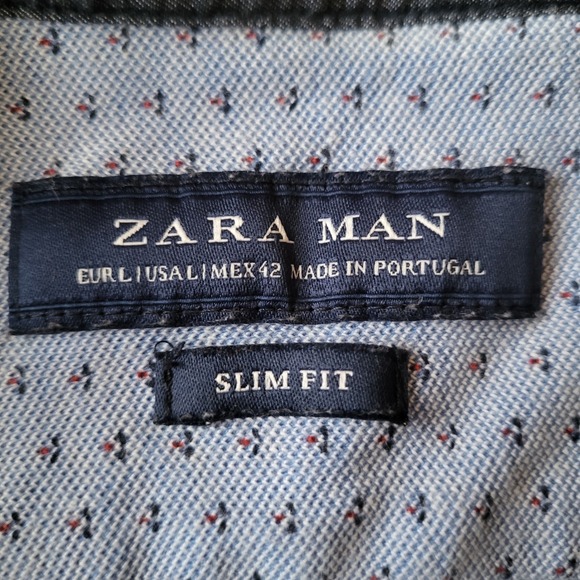 ZARA MAN
EUR L | USA L | MEX 42 MADE IN PORTUGAL
SLIM FIT